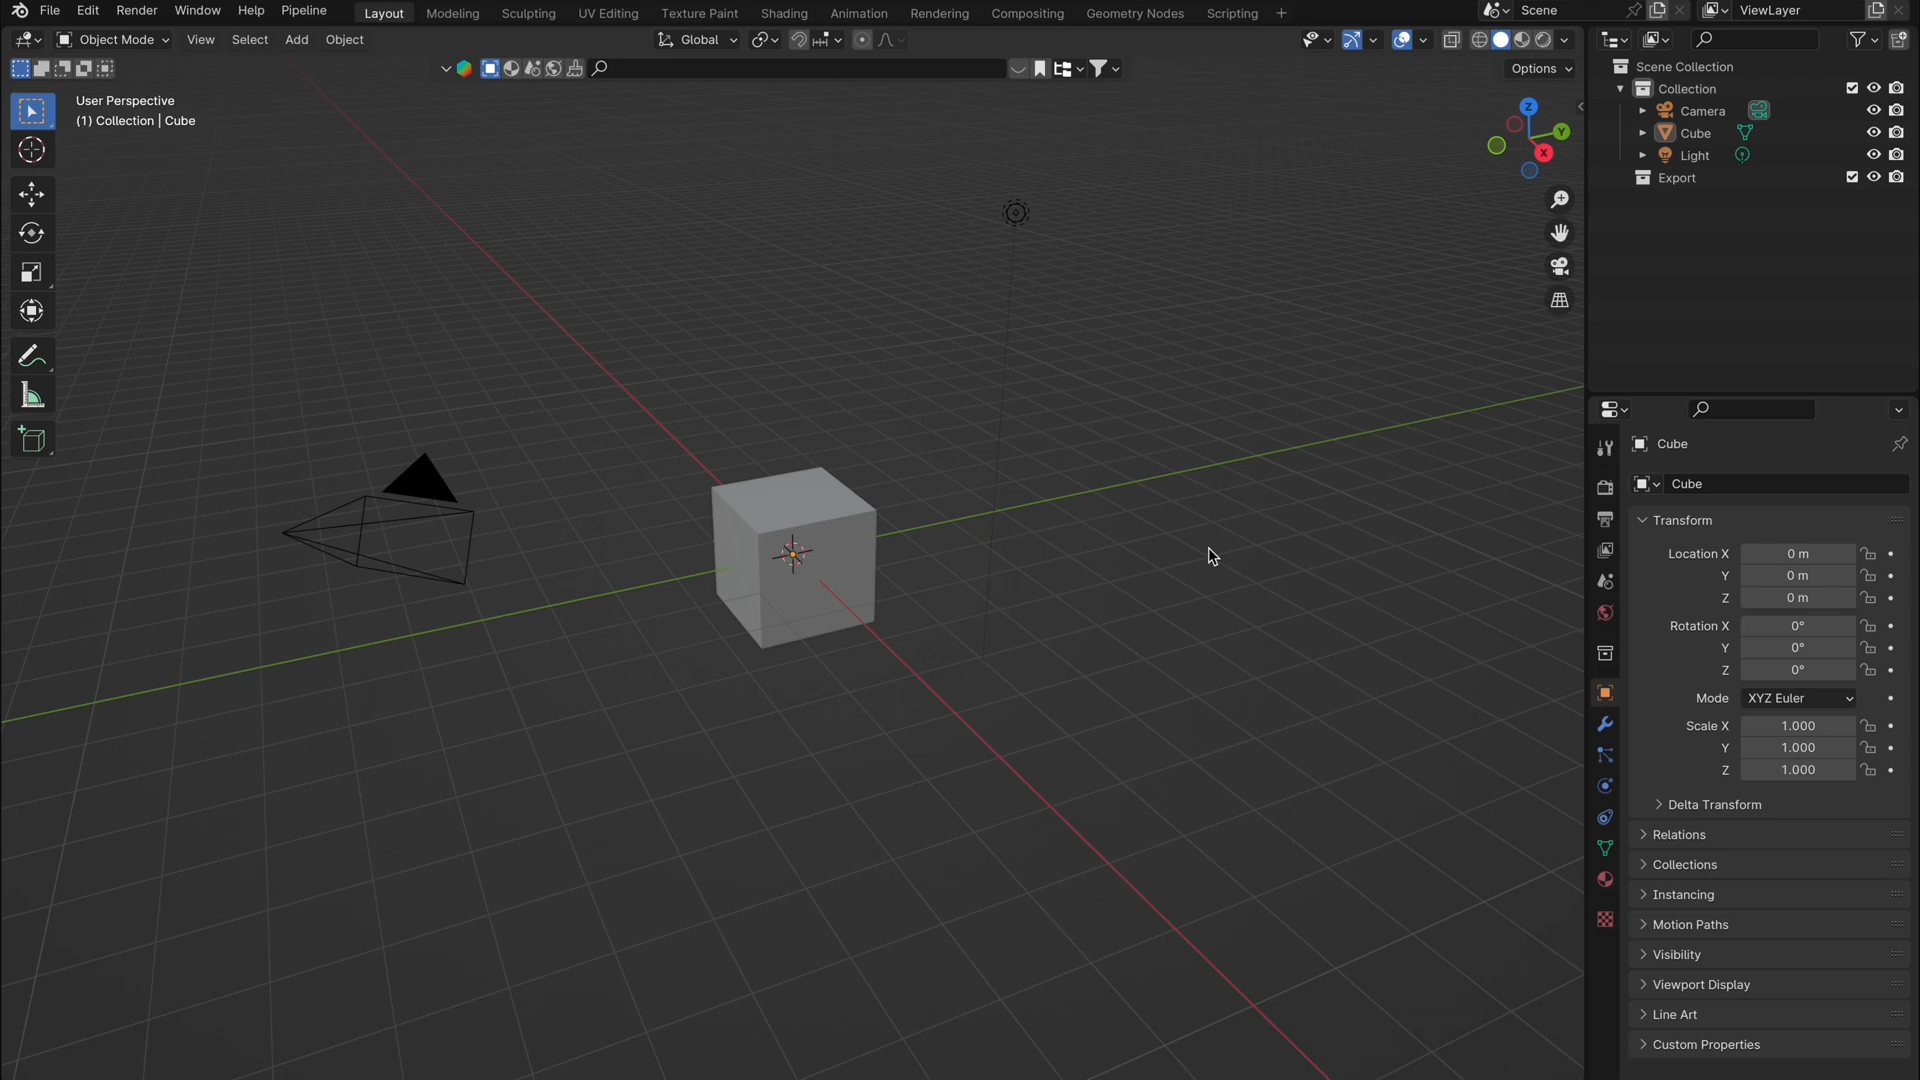 File Edit Render Window Help Pipeline Layout Modeling Sculpting UV Editing Texture Paint Shading Animation Rendering Compositing Geometry Nodes Scripting + Scene ViewLayer
Object Mode View Select Add Object Global
Options
User Perspective
(1) Collection | Cube
Z
Y
X
Scene Collection
Collection
Camera
Cube
Light
Export
Cube
Cube
Transform
Location X 0 m
Y 0 m
Z 0 m
Rotation X 0°
Y 0°
Z 0°
Mode XYZ Euler
Scale X 1.000
Y 1.000
Z 1.000
Delta Transform
Relations
Collections
Instancing
Motion Paths
Visibility
Viewport Display
Line Art
Custom Properties